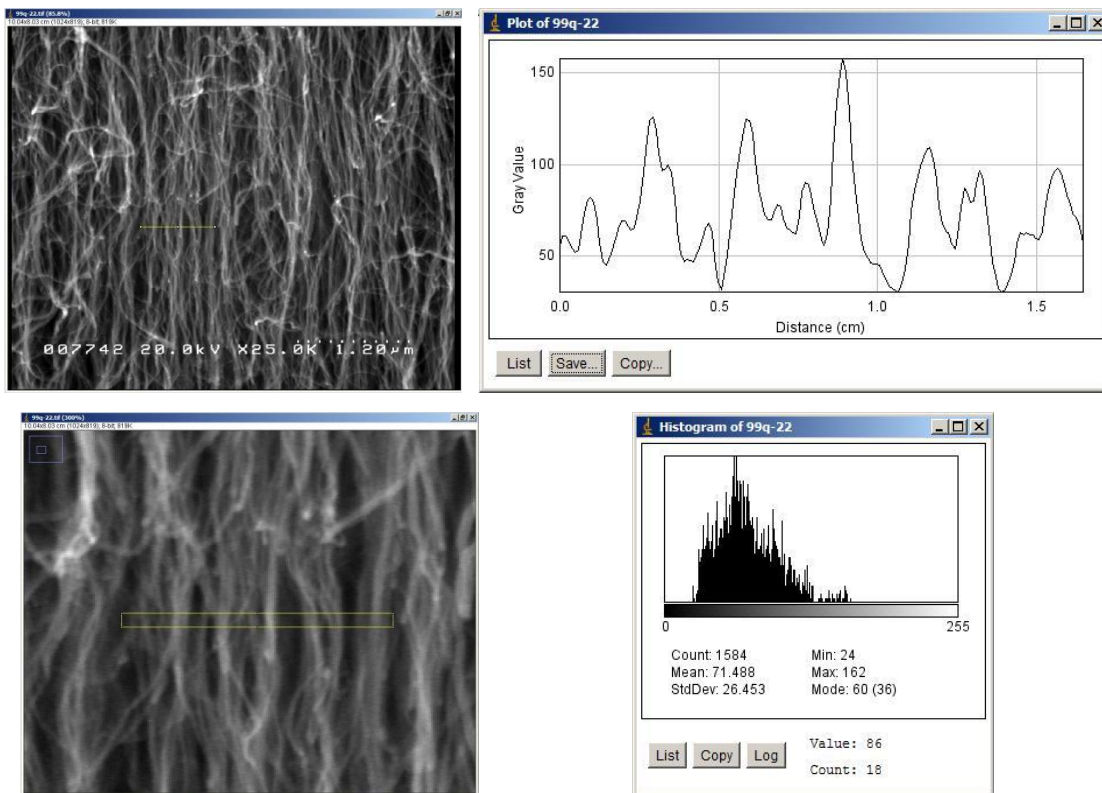 99q-22.tif (85.8%)
10.04x8.03 cm (1024x819); 8-bit; 819K
007742 20.0kV X25.0K 1.20µm
Plot of 99q-22
150
100
50
Gray Value
0.0 0.5 1.0 1.5
Distance (cm)
List Save... Copy...
99q-22.tif (300%)
10.04x8.03 cm (1024x819); 8-bit; 819K
Histogram of 99q-22
0 255
Count: 1584 Min: 24
Mean: 71.488 Max: 162
StdDev: 26.453 Mode: 60 (36)
List Copy Log
Value: 86
Count: 18